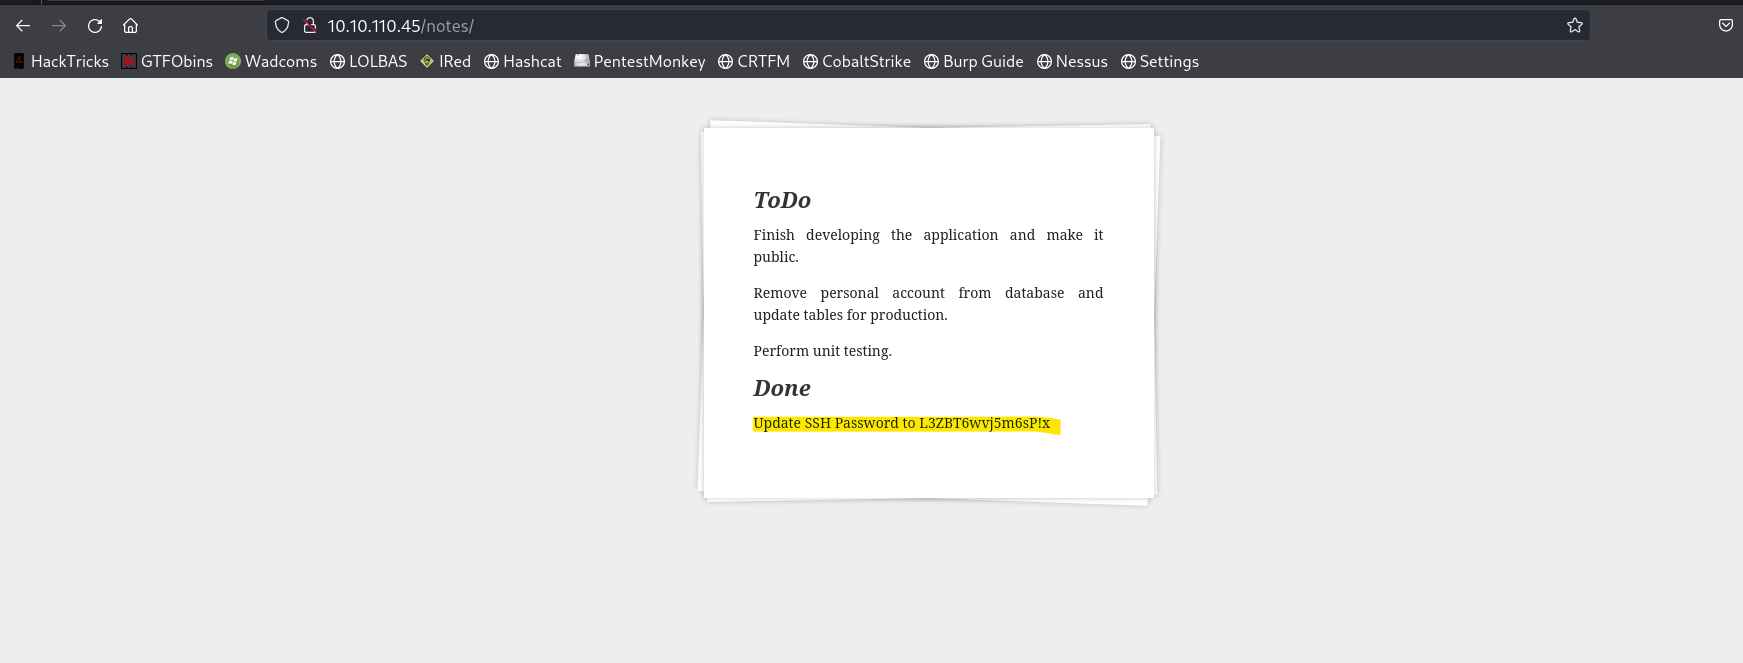 10.10.110.45/notes/
HackTricks GTFObins Wadcoms LOLBAS IRed Hashcat PentestMonkey CRTFM CobaltStrike Burp Guide Nessus Settings
ToDo
Finish developing the application and make it
public.
Remove personal account from database and
update tables for production.
Perform unit testing.
Done
Update SSH Password to L3ZBT6wvj5m6sP!x